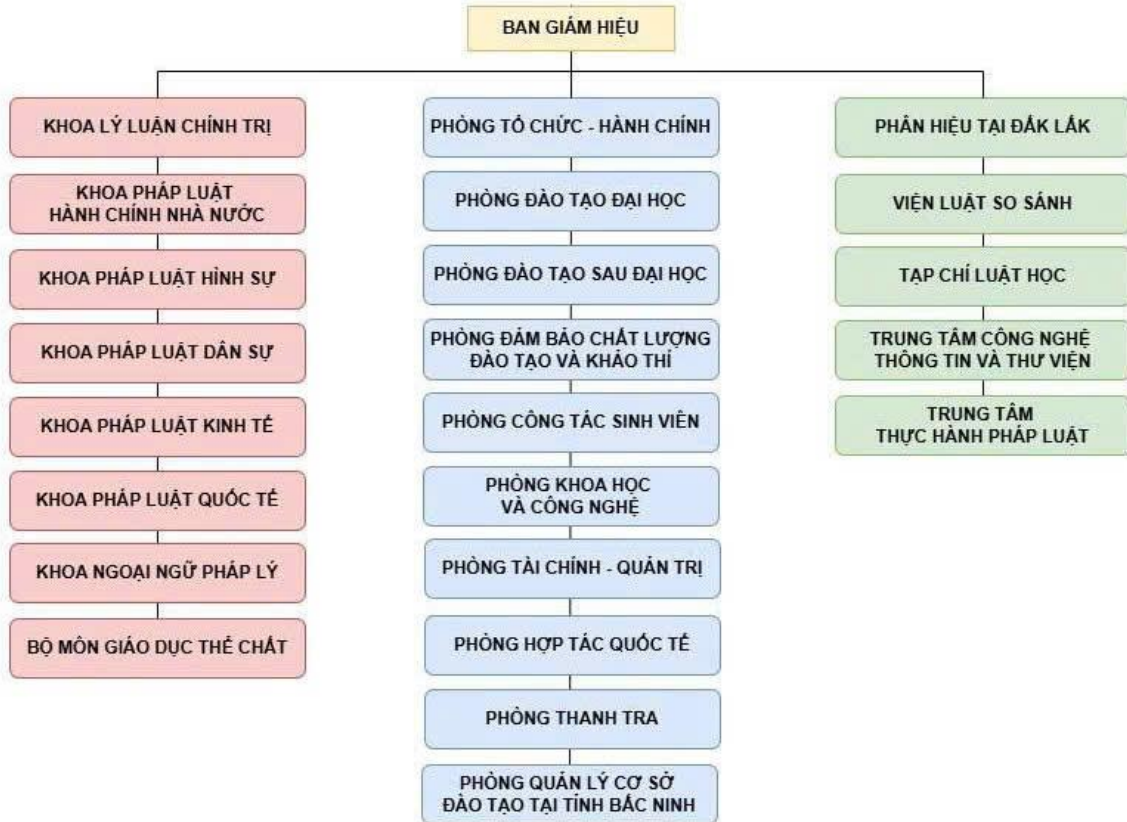 BAN GIÁM HIỆU
KHOA LÝ LUẬN CHÍNH TRỊ
KHOA PHÁP LUẬT
HÀNH CHÍNH NHÀ NƯỚC
KHOA PHÁP LUẬT HÌNH SỰ
KHOA PHÁP LUẬT DÂN SỰ
KHOA PHÁP LUẬT KINH TẾ
KHOA PHÁP LUẬT QUỐC TẾ
KHOA NGOẠI NGỮ PHÁP LÝ
BỘ MÔN GIÁO DỤC THỂ CHẤT
PHÒNG TỔ CHỨC - HÀNH CHÍNH
PHÒNG ĐÀO TẠO ĐẠI HỌC
PHÒNG ĐÀO TẠO SAU ĐẠI HỌC
PHÒNG ĐẢM BẢO CHẤT LƯỢNG
ĐÀO TẠO VÀ KHẢO THÍ
PHÒNG CÔNG TÁC SINH VIÊN
PHÒNG KHOA HỌC
VÀ CÔNG NGHỆ
PHÒNG TÀI CHÍNH - QUẢN TRỊ
PHÒNG HỢP TÁC QUỐC TẾ
PHÒNG THANH TRA
PHÒNG QUẢN LÝ CƠ SỞ
ĐÀO TẠO TẠI TỈNH BẮC NINH
PHÂN HIỆU TẠI ĐẮK LẮK
VIỆN LUẬT SO SÁNH
TẠP CHÍ LUẬT HỌC
TRUNG TÂM CÔNG NGHỆ
THÔNG TIN VÀ THƯ VIỆN
TRUNG TÂM
THỰC HÀNH PHÁP LUẬT